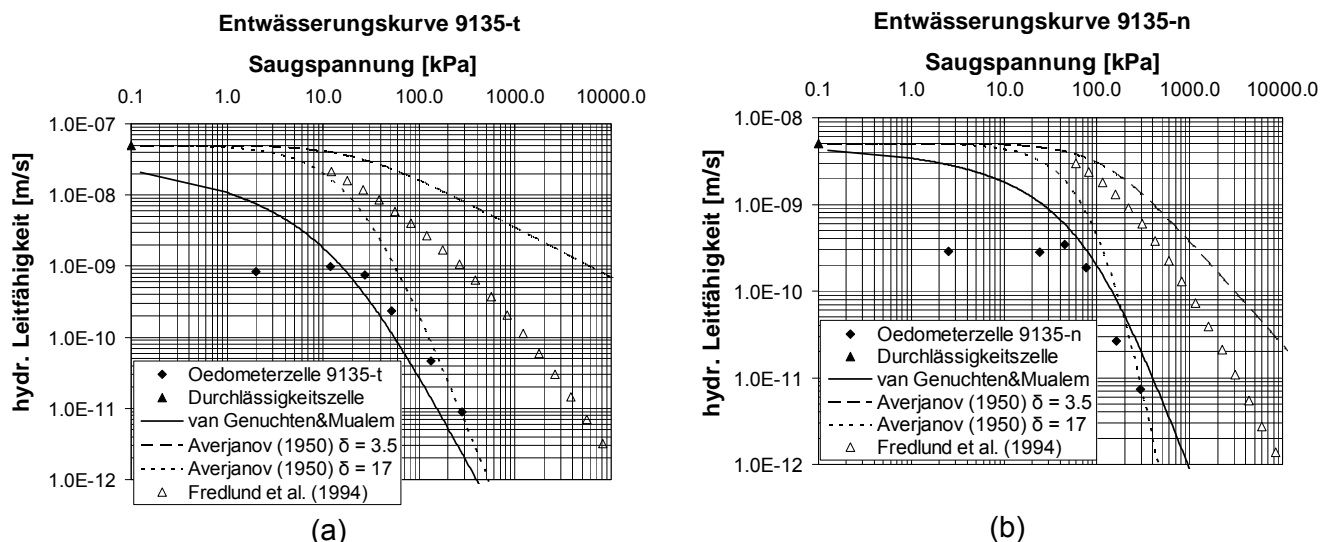 Entwässerungskurve 9135-t
Saugspannung [kPa]
0.1 1.0 10.0 100.0 1000.0 10000.0
hydr. Leitfähigkeit [m/s]
1.0E-07
1.0E-08
1.0E-09
1.0E-10
1.0E-11
1.0E-12
Oedometerzelle 9135-t
Durchlässigkeitszelle
van Genuchten&Mualem
Averjanov (1950) δ = 3.5
Averjanov (1950) δ = 17
Fredlund et al. (1994)
(a)
Entwässerungskurve 9135-n
Saugspannung [kPa]
0.1 1.0 10.0 100.0 1000.0 10000.0
hydr. Leitfähigkeit [m/s]
1.0E-08
1.0E-09
1.0E-10
1.0E-11
1.0E-12
Oedometerzelle 9135-n
Durchlässigkeitszelle
van Genuchten&Mualem
Averjanov (1950) δ = 3.5
Averjanov (1950) δ = 17
Fredlund et al. (1994)
(b)